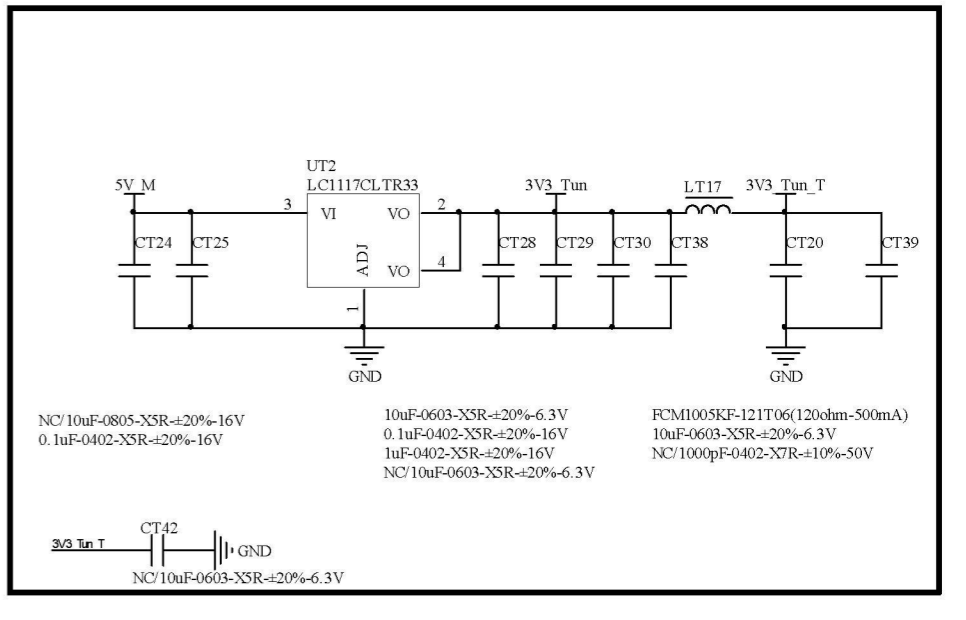 UT2
LC1117CLTR33
5V_M
3V3_Tun
LT17
3V3_Tun_T
3
VI
VO
2
CT24
CT25
ADJ
VO
4
CT28
CT29
CT30
CT38
CT20
CT39
1
GND
GND
NC/10uF-0805-X5R-±20%-16V
0.1uF-0402-X5R-±20%-16V
10uF-0603-X5R-±20%-6.3V
0.1uF-0402-X5R-±20%-16V
1uF-0402-X5R-±20%-16V
NC/10uF-0603-X5R-±20%-6.3V
FCM1005KF-121T06(120ohm-500mA)
10uF-0603-X5R-±20%-6.3V
NC/1000pF-0402-X7R-±10%-50V
CT42
3V3_Tun_T
GND
NC/10uF-0603-X5R-±20%-6.3V